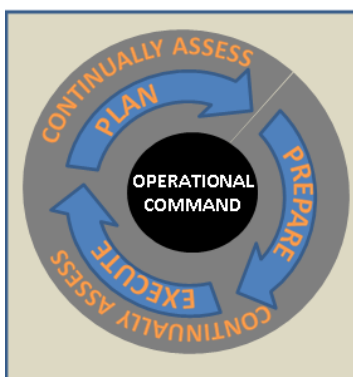 CONTINUALLY ASSESS
PLAN
PREPARE
OPERATIONAL
COMMAND
EXECUTE
CONTINUALLY ASSESS